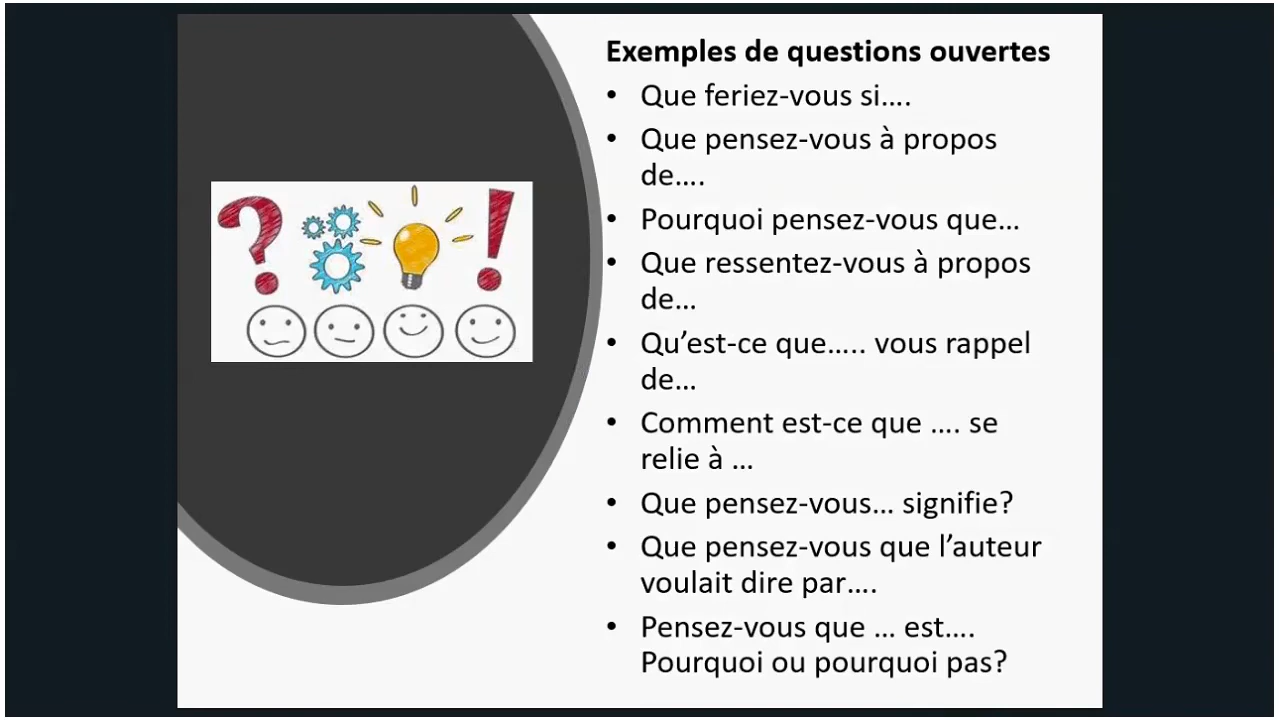 Exemples de questions ouvertes
• Que feriez-vous si….
• Que pensez-vous à propos
de….
• Pourquoi pensez-vous que…
• Que ressentez-vous à propos
de…
• Qu’est-ce que….. vous rappel
de…
• Comment est-ce que …. se
relie à …
• Que pensez-vous… signifie?
• Que pensez-vous que l’auteur
voulait dire par….
• Pensez-vous que … est….
Pourquoi ou pourquoi pas?